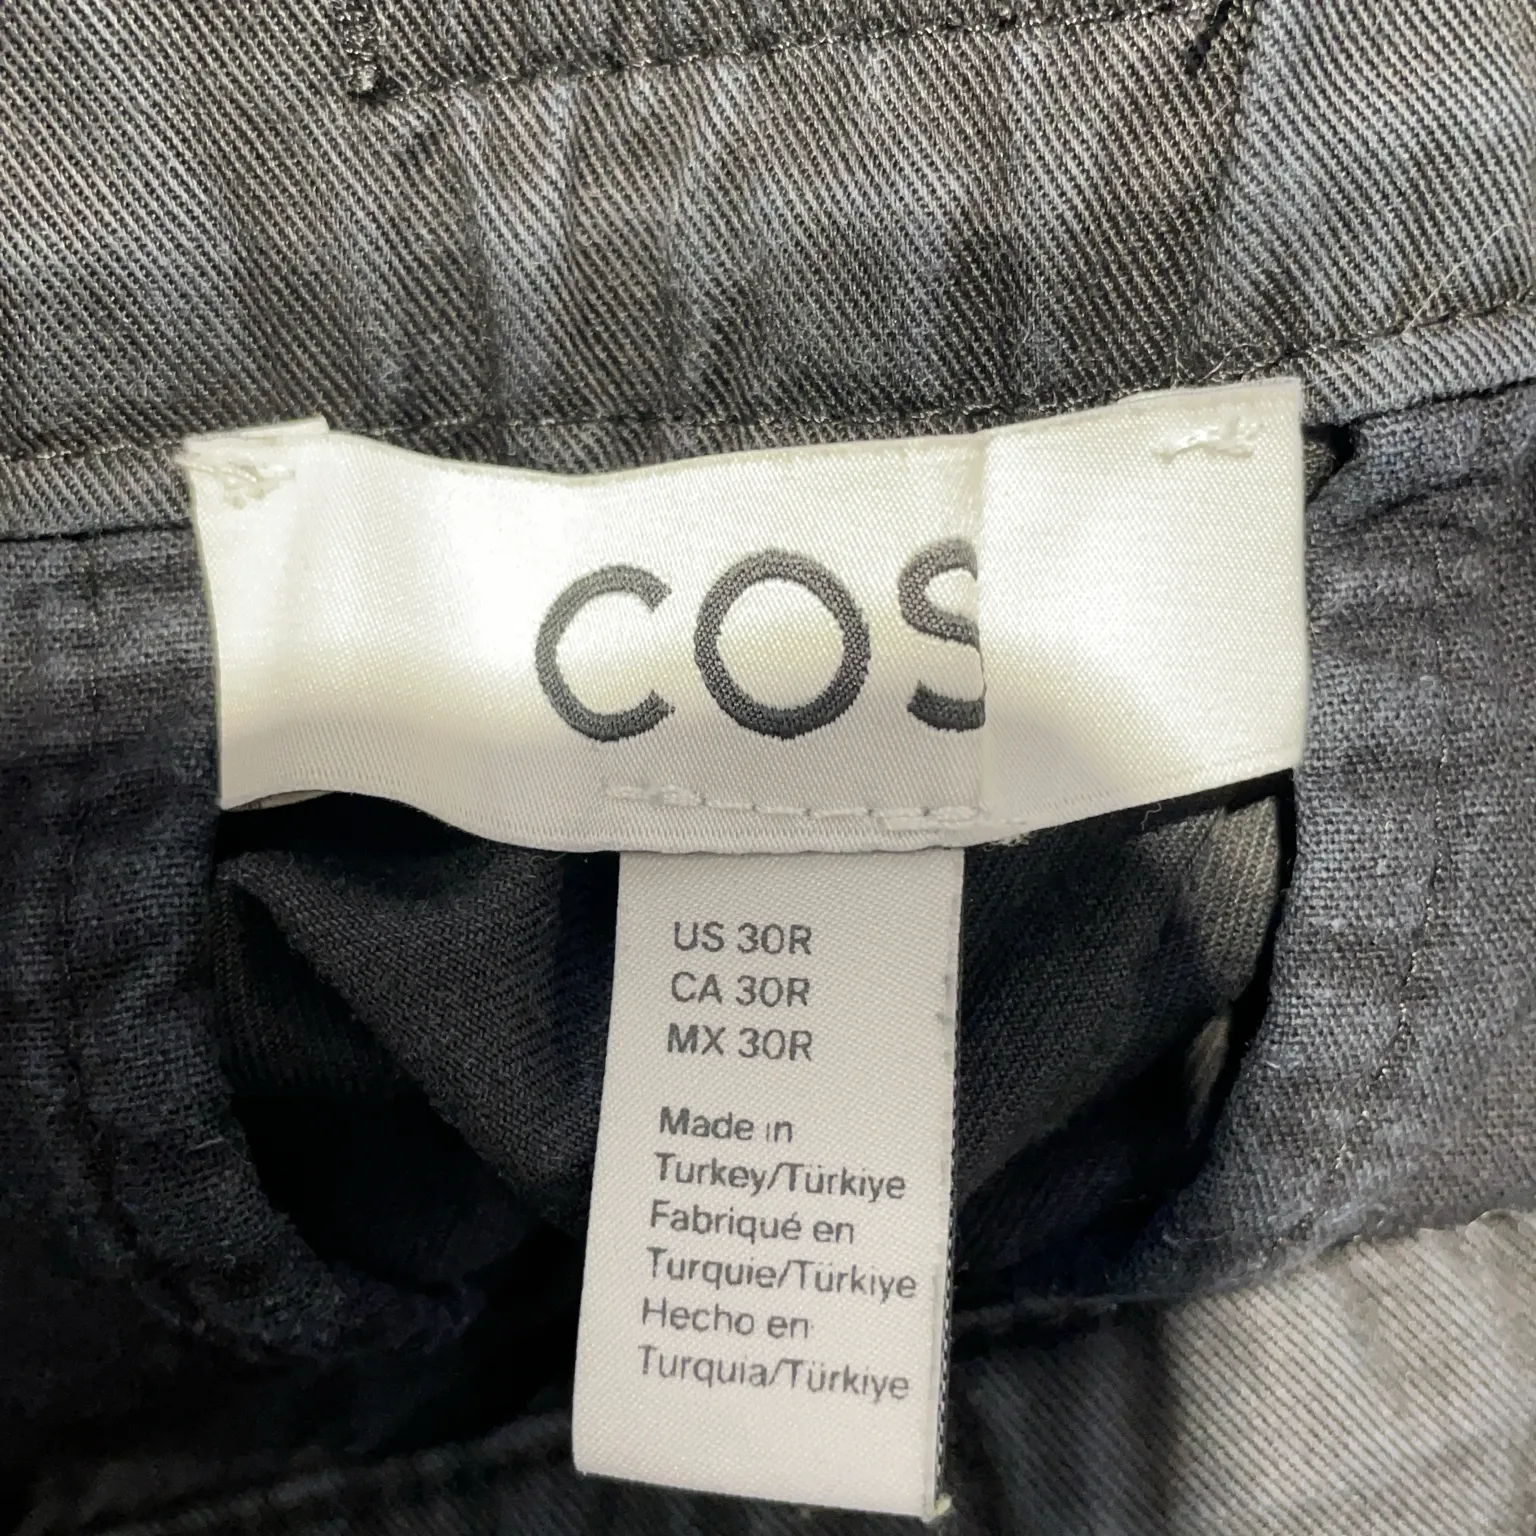 COS
US 30R
CA 30R
MX 30R
Made in
Turkey/Türkiye
Fabriqué en
Turquie/Türkiye
Hecho en
Turquia/Türkiye